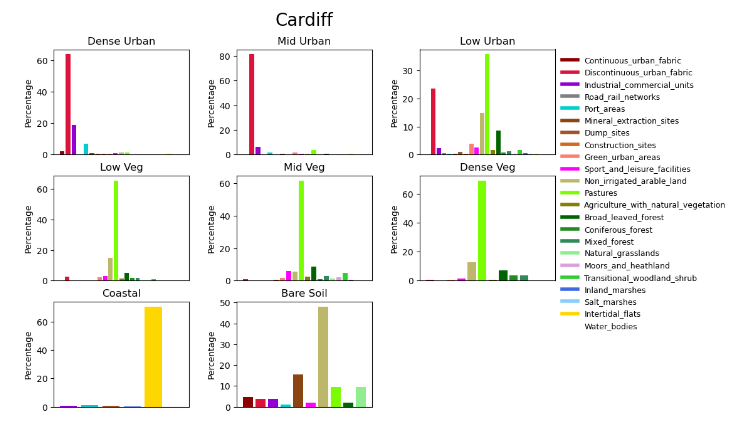 Cardiff
Dense Urban
Mid Urban
Low Urban
Percentage
60
40
20
0
Percentage
80
60
40
20
0
Percentage
30
20
10
0
Low Veg
Mid Veg
Dense Veg
Percentage
60
40
20
0
Percentage
60
40
20
0
Percentage
60
40
20
0
Coastal
Bare Soil
Percentage
60
40
20
0
Percentage
50
40
30
20
10
0
Continuous_urban_fabric
Discontinuous_urban_fabric
Industrial_commercial_units
Road_rail_networks
Port_areas
Mineral_extraction_sites
Dump_sites
Construction_sites
Green_urban_areas
Sport_and_leisure_facilities
Non_irrigated_arable_land
Pastures
Agriculture_with_natural_vegetation
Broad_leaved_forest
Coniferous_forest
Mixed_forest
Natural_grasslands
Moors_and_heathland
Transitional_woodland_shrub
Inland_marshes
Salt_marshes
Intertidal_flats
Water_bodies